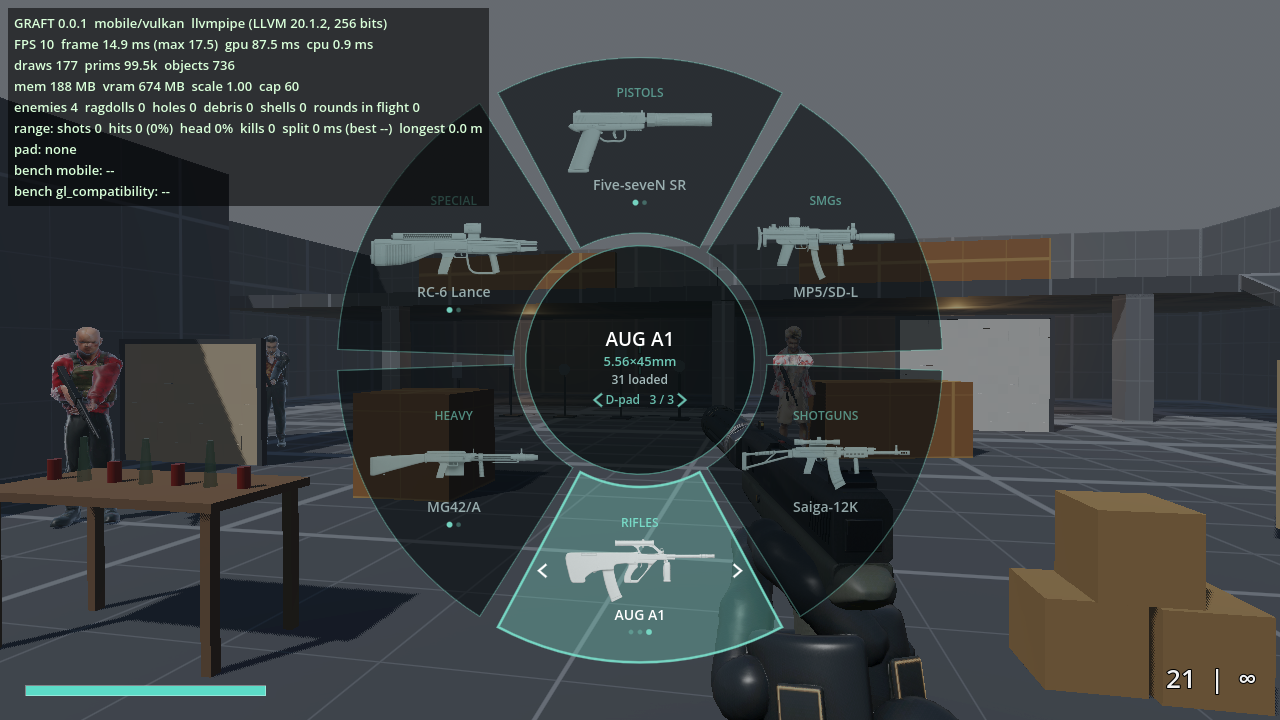 GRAFT 0.0.1 mobile/vulkan llvmpipe (LLVM 20.1.2, 256 bits)
FPS 10 frame 14.9 ms (max 17.5) gpu 87.5 ms cpu 0.9 ms
draws 177 prims 99.5k objects 736
mem 188 MB vram 674 MB scale 1.00 cap 60
enemies 4 ragdolls 0 holes 0 debris 0 shells 0 rounds in flight 0
range: shots 0 hits 0 (0%) head 0% kills 0 split 0 ms (best --) longest 0.0 m
pad: none
bench mobile: --
bench gl_compatibility: --
PISTOLS
Five-seveN SR
SPECIAL
RC-6 Lance
SMGs
MP5/SD-L
AUG A1
5.56×45mm
31 loaded
D-pad 3 / 3
HEAVY
MG42/A
SHOTGUNS
Saiga-12K
RIFLES
AUG A1
21 | ∞